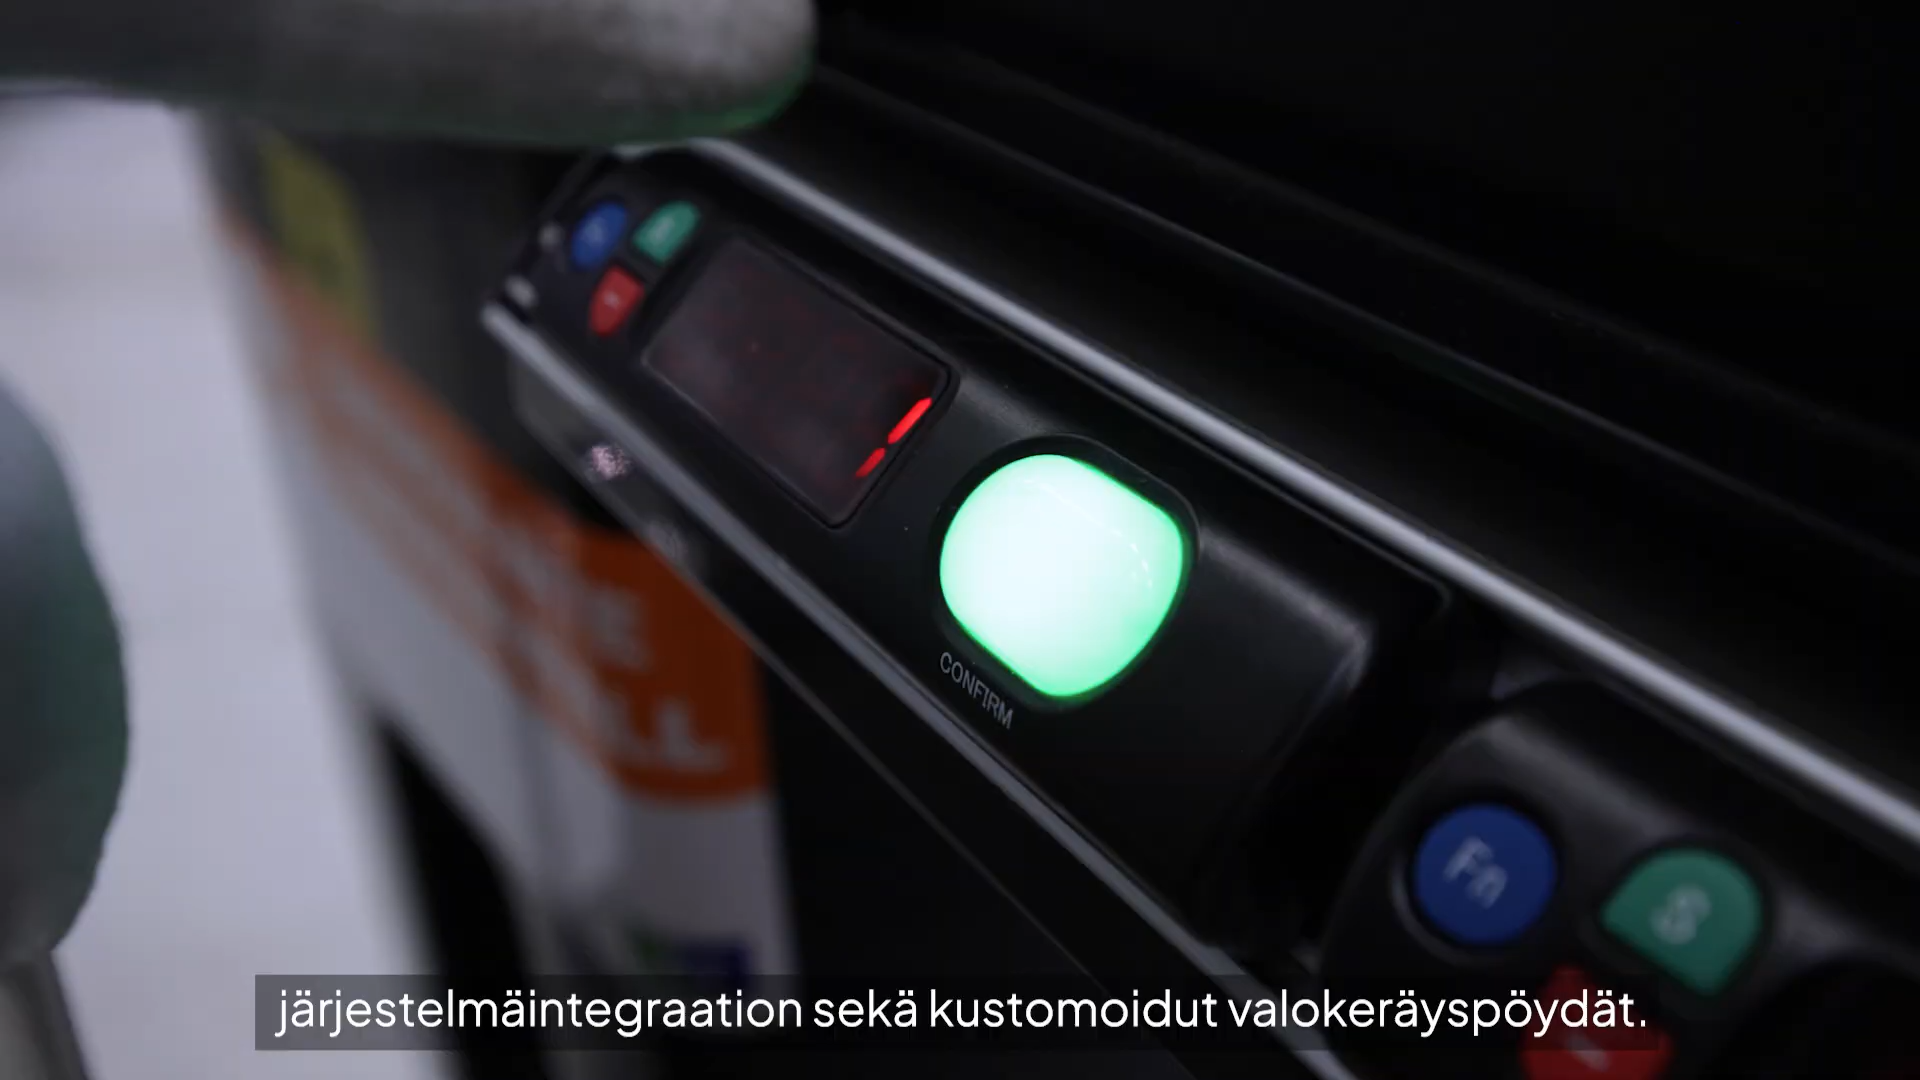 CONFIRM
Fn
S
järjestelmäintegraation sekä kustomoidut valokeräyspöydät.